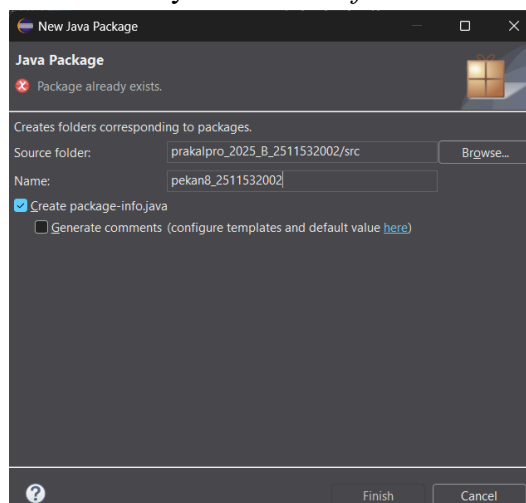 New Java Package
Java Package
Package already exists.
Creates folders corresponding to packages.
Source folder:
prakalpro_2025_B_2511532002/src
Browse...
Name:
pekan8_2511532002
Create package-info.java
Generate comments (configure templates and default value here)
?
Finish
Cancel